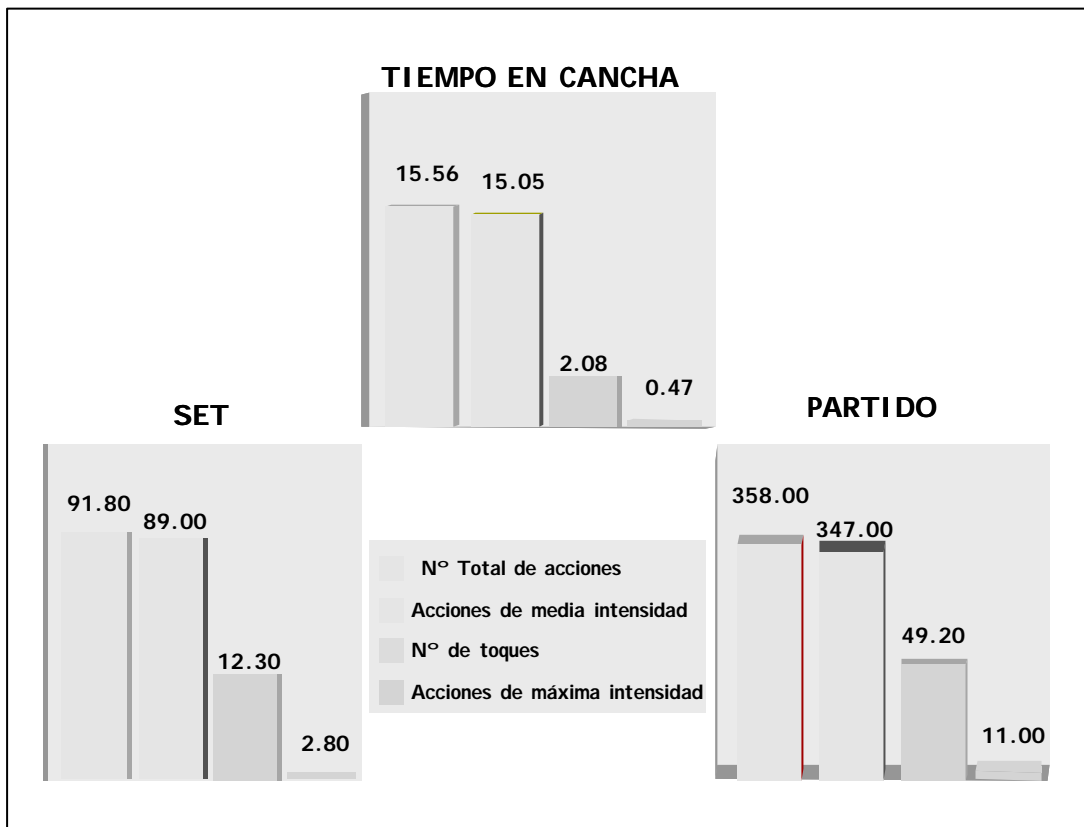 TIEMPO EN CANCHA
15.56
15.05
2.08
0.47
SET
91.80
89.00
12.30
2.80
Nº Total de acciones
Acciones de media intensidad
Nº de toques
Acciones de máxima intensidad
PARTIDO
358.00
347.00
49.20
11.00